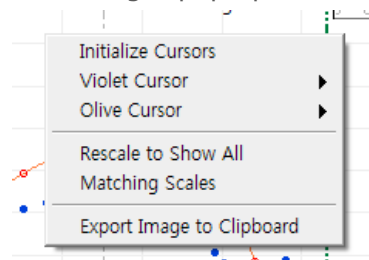 Initialize Cursors
Violet Cursor
Olive Cursor
Rescale to Show All
Matching Scales
Export Image to Clipboard